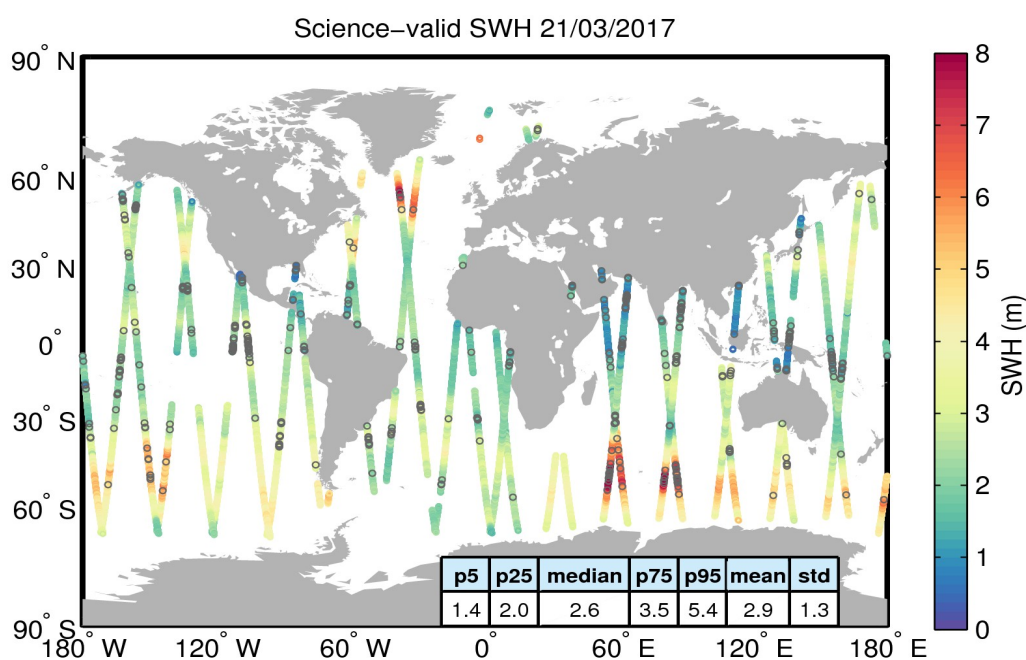 Science−valid SWH 21/03/2017
90° N
60° N
30° N
0°
30° S
60° S
90° S
180° W
120° W
60° W
0°
60° E
120° E
180° E
p5 p25 median p75 p95 mean std
1.4 2.0 2.6 3.5 5.4 2.9 1.3
8
7
6
5
4
3
2
1
0
SWH (m)